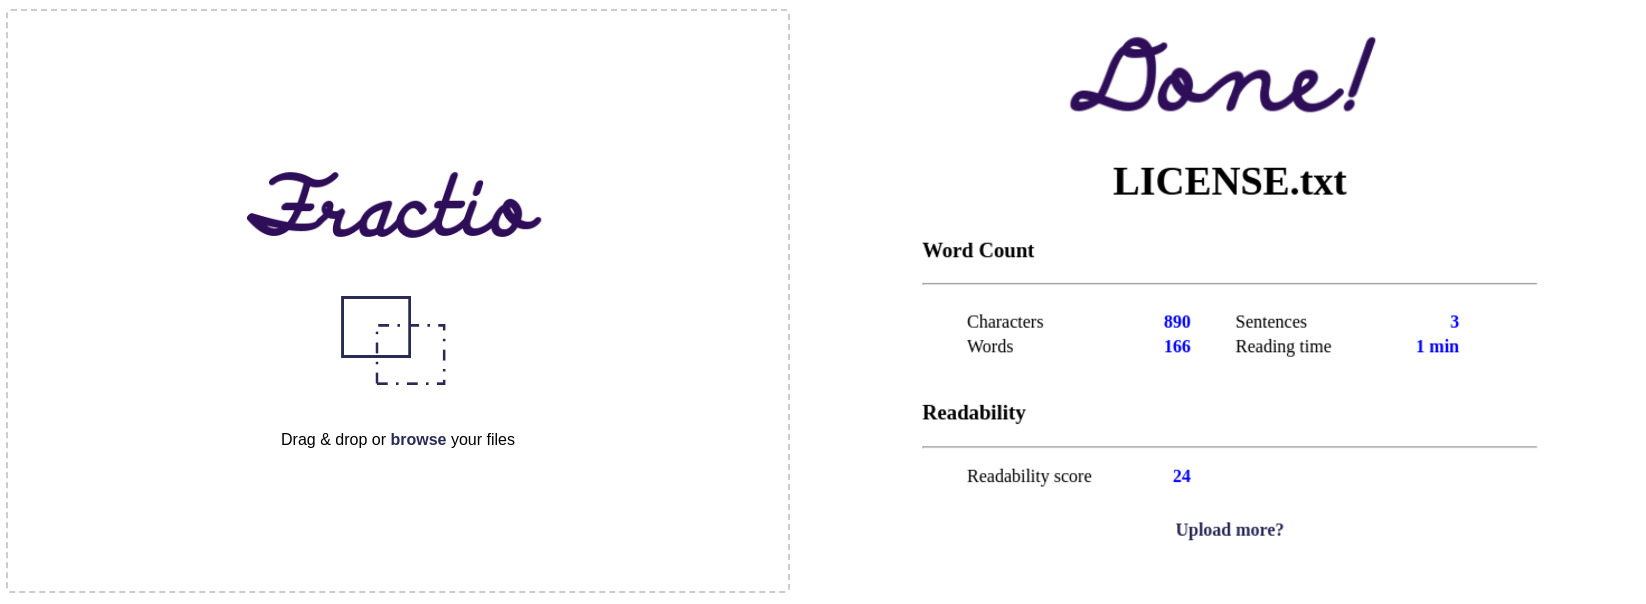 Fractio
Drag & drop or browse your files
Done!
LICENSE.txt
Word Count
Characters 890 Sentences 3
Words 166 Reading time 1 min
Readability
Readability score 24
Upload more?